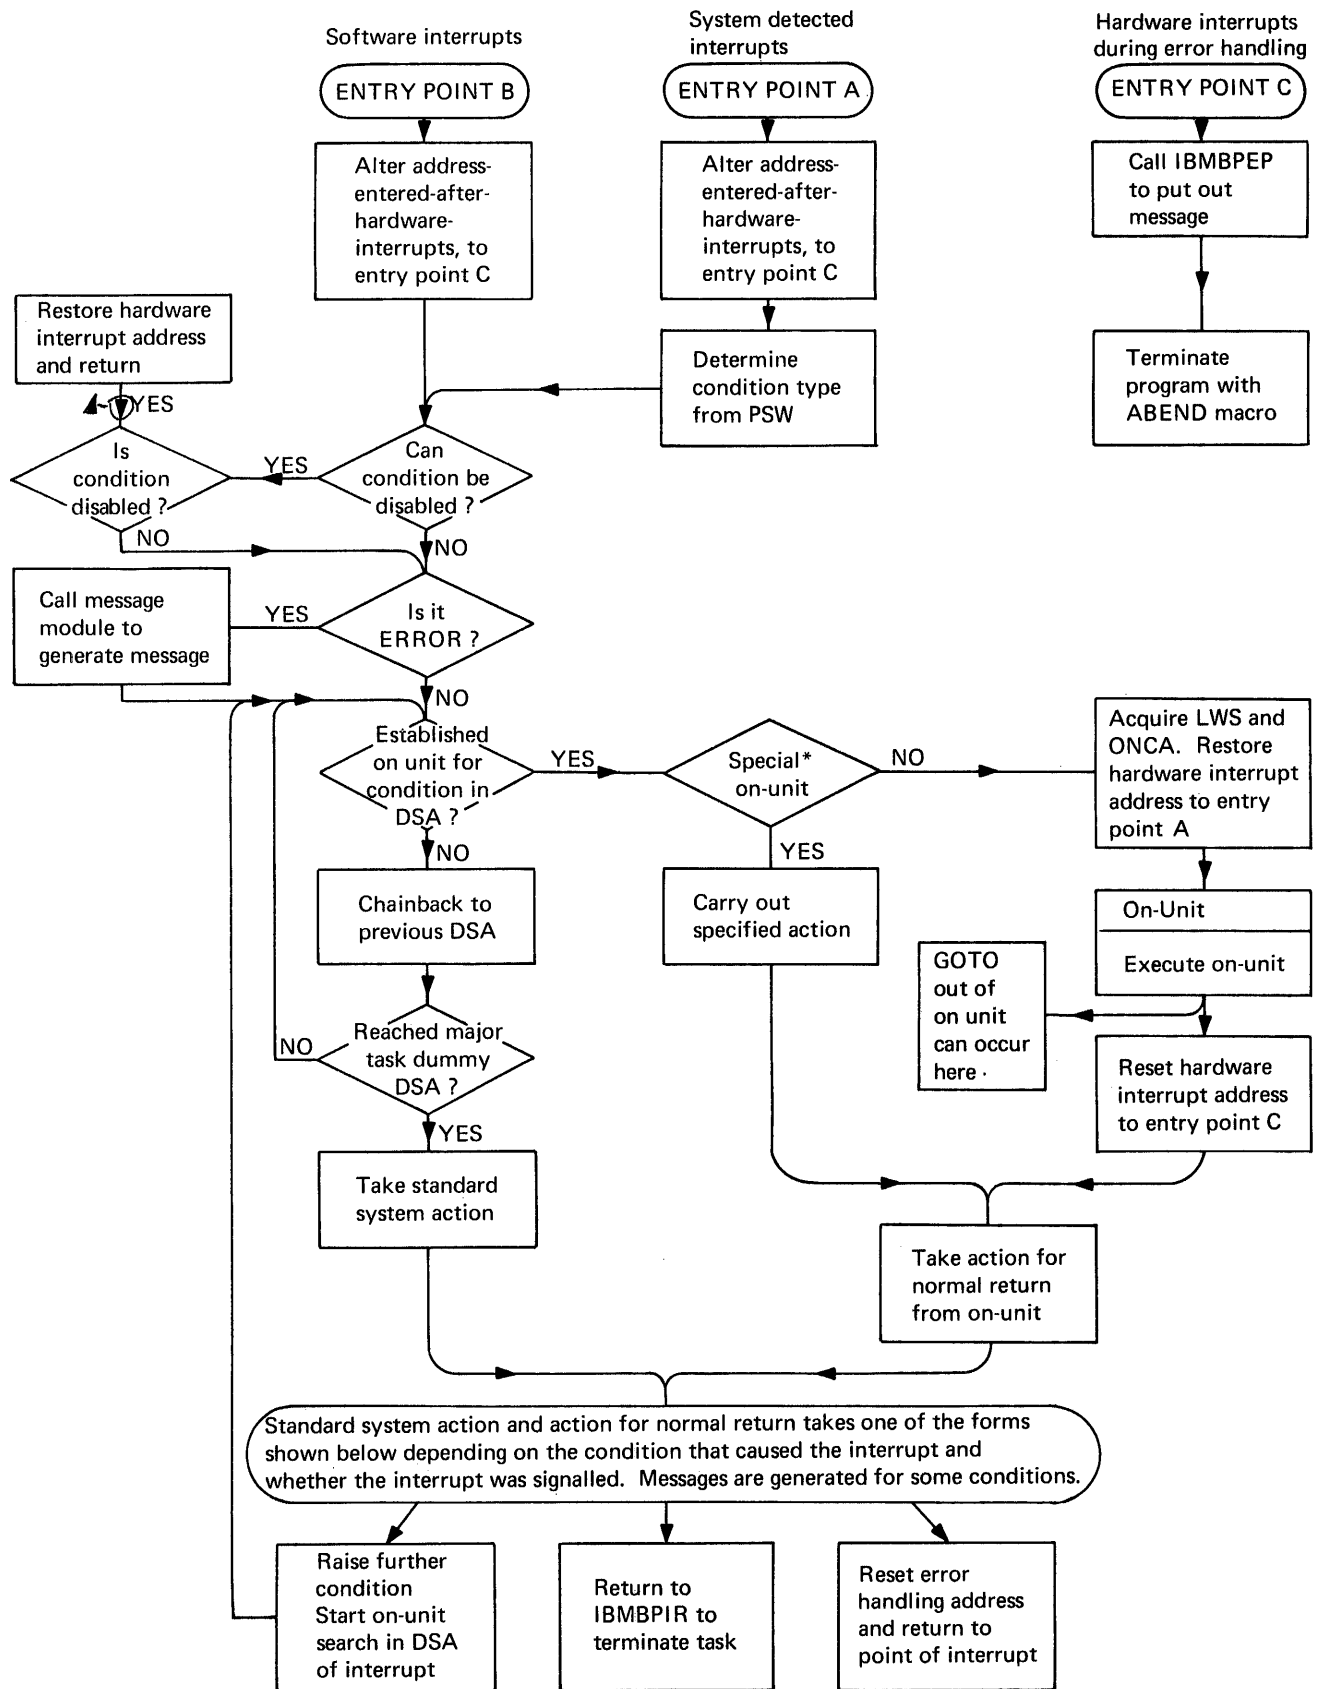 Software interrupts
System detected
interrupts
Hardware interrupts
during error handling
ENTRY POINT B
ENTRY POINT A
ENTRY POINT C
Alter address-
entered-after-
hardware-
interrupts, to
entry point C
Alter address-
entered-after-
hardware-
interrupts, to
entry point C
Call IBMBPEP
to put out
message
Restore hardware
interrupt address
and return
Determine
condition type
from PSW
Terminate
program with
ABEND macro
YES
Is
condition
disabled ?
YES
Can
condition be
disabled ?
NO
NO
Call message
module to
generate message
YES
Is it
ERROR ?
NO
Established
on unit for
condition in
DSA ?
YES
Special*
on-unit
NO
Acquire LWS and
ONCA. Restore
hardware interrupt
address to entry
point A
NO
YES
Chainback to
previous DSA
Carry out
specified action
On-Unit
Execute on-unit
GOTO
out of
on unit
can occur
here .
NO
Reached major
task dummy
DSA ?
Reset hardware
interrupt address
to entry point C
YES
Take standard
system action
Take action for
normal return
from on-unit
Standard system action and action for normal return takes one of the forms
shown below depending on the condition that caused the interrupt and
whether the interrupt was signalled. Messages are generated for some conditions.
Raise further
condition
Start on-unit
search in DSA
of interrupt
Return to
IBMBPIR to
terminate task
Reset error
handling address
and return to
point of interrupt